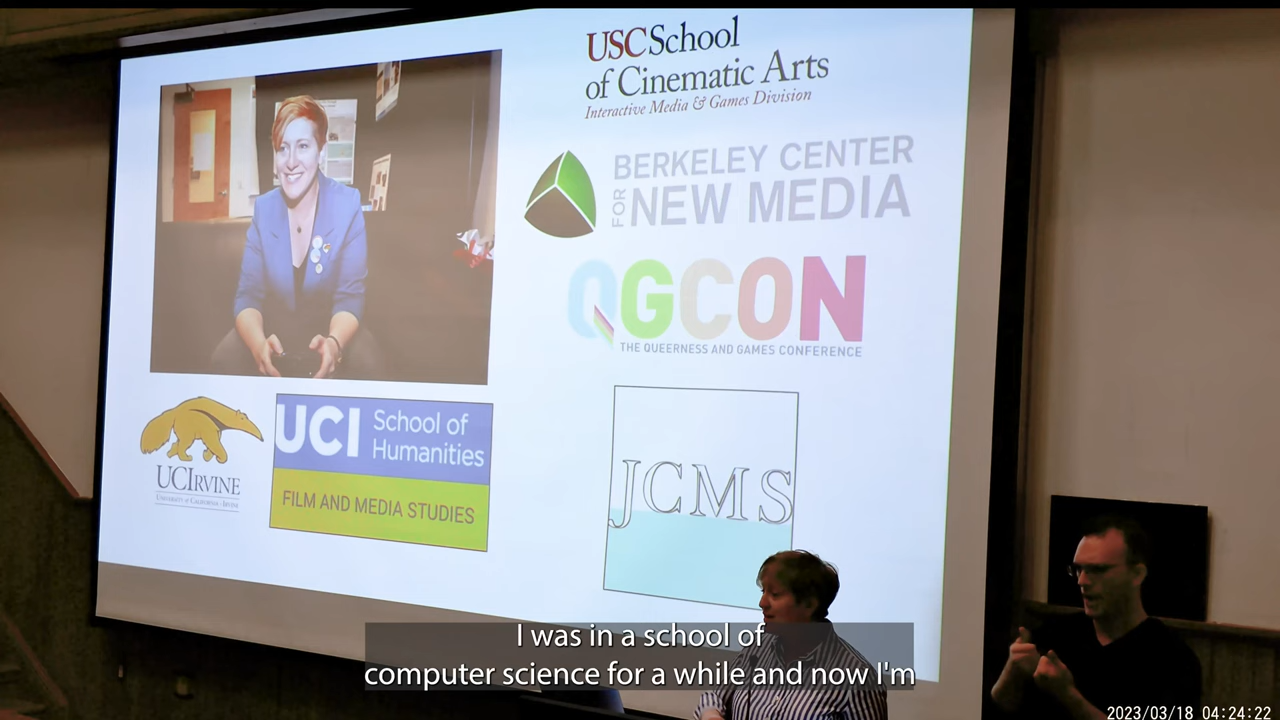 USC School
of Cinematic Arts
Interactive Media & Games Division
BERKELEY CENTER
FOR NEW MEDIA
QGCON
THE QUEERNESS AND GAMES CONFERENCE
UCIRVINE
UNIVERSITY OF CALIFORNIA · IRVINE
UCI School of
Humanities
FILM AND MEDIA STUDIES
JCMS
I was in a school of
computer science for a while and now I'm
2023/03/18 04:24:22